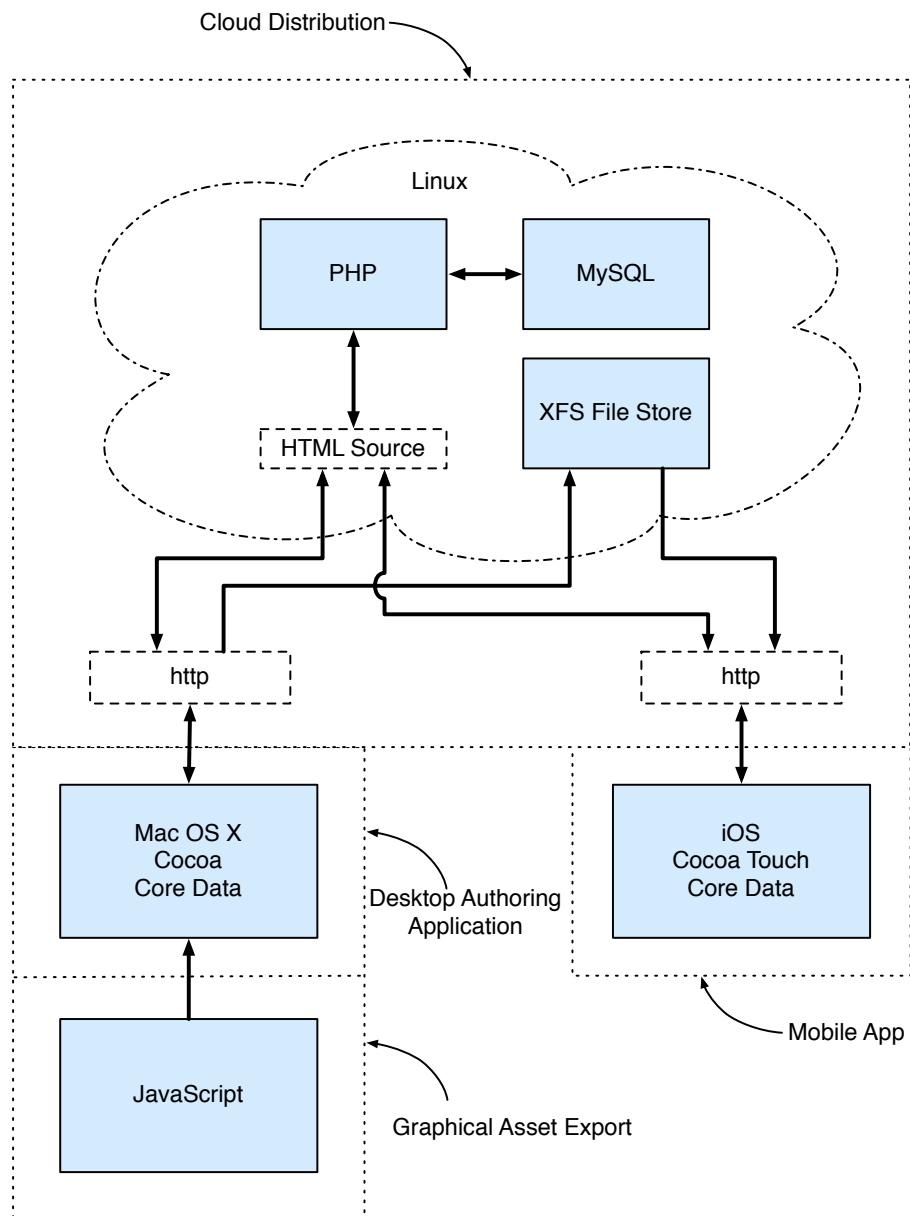 Cloud Distribution
Linux
PHP
MySQL
XFS File Store
HTML Source
http
http
Mac OS X
Cocoa
Core Data
iOS
Cocoa Touch
Core Data
Desktop Authoring
Application
Mobile App
JavaScript
Graphical Asset Export